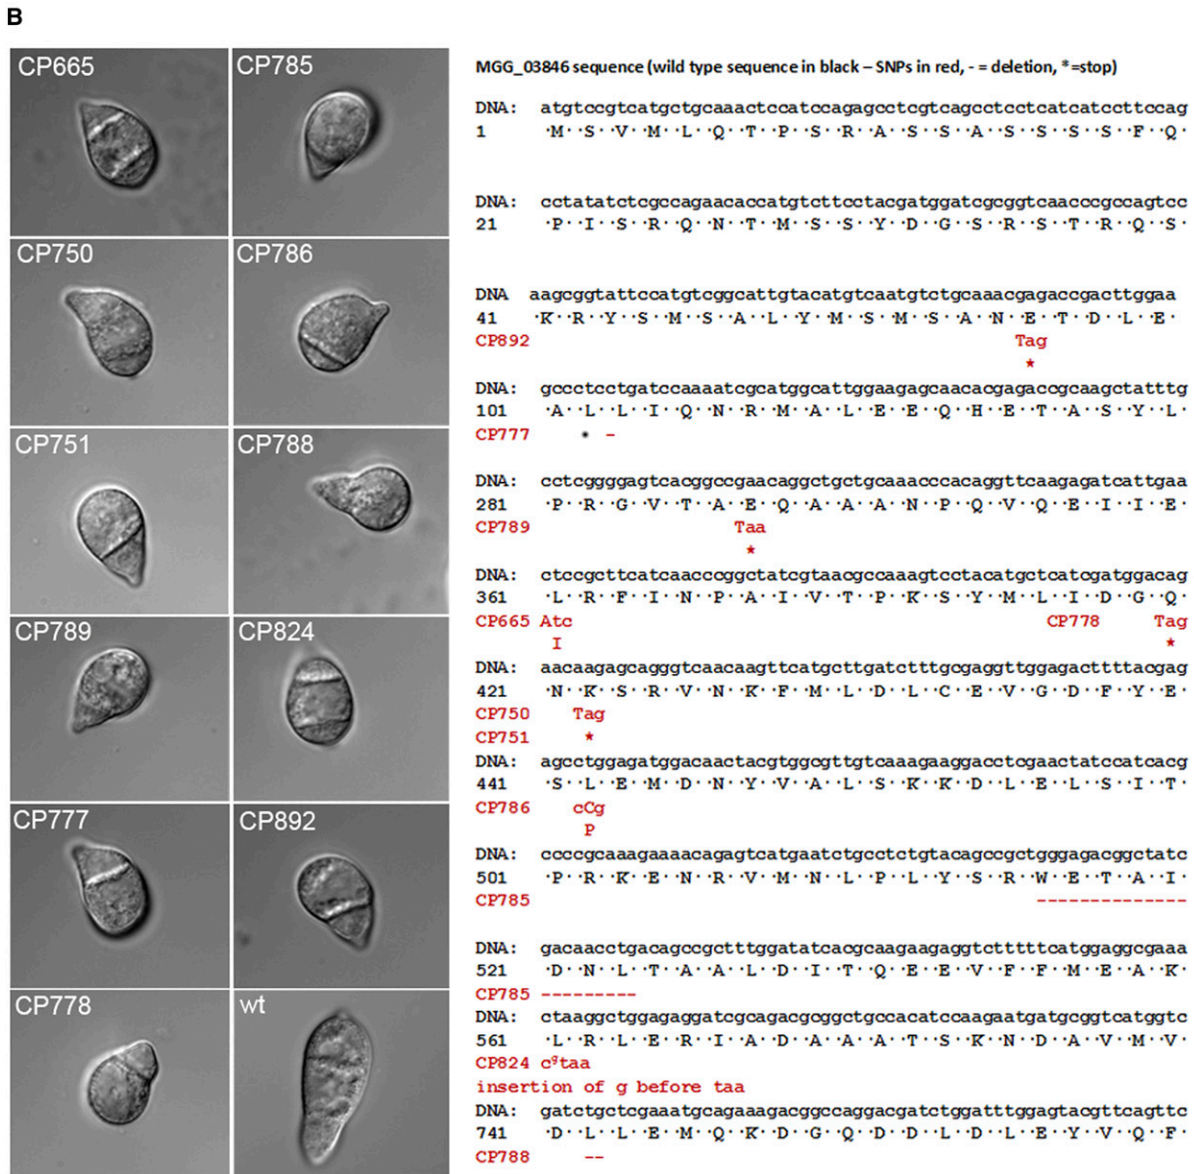 B
CP665
CP785
CP750
CP786
CP751
CP788
CP789
CP824
CP777
CP892
CP778
wt
MGG_03846 sequence (wild type sequence in black – SNPs in red, - = deletion, *=stop)
DNA: atgtccgtcatgctgcaaactccatccagagcctcgtcagcctcctcatcatccttccag
1 ·M··S··V··M··L··Q··T··P··S··R··A··S··S··A··S··S··S··S··F··Q·
DNA: cctatatctcgccagaacaccatgtcttcctacgatggatcgcggtcaacccgccagtcc
21 ·P··I··S··R··Q··N··T··M··S··S··Y··D··G··S··R··S··T··R··Q··S·
DNA aagcggtattccatgtcggcattgtacatgtcaatgtctgcaaacgagaccgacttggaa
41 ·K··R··Y··S··M··S··A··L··Y··M··S··M··S··A··N··E··T··D··L··E·
CP892 Tag
*
DNA: gccctcctgatccaaaatcgcatggcattggaagagcaacacgagaccgcaagctatttg
101 ·A··L··L··I··Q··N··R··M··A··L··E··E··Q··H··E··T··A··S··Y··L·
CP777 * -
DNA: cctcggggagtcacggccgaacaggctgctgcaaacccacaggttcaagagatcattgaa
281 ·P··R··G··V··T··A··E··Q··A··A··A··N··P··Q··V··Q··E··I··I··E·
CP789 Taa
*
DNA: ctccgcttcatcaacccggctatcgtaacgccaaagtcctacatgctcatcgatggacag
361 ·L··R··F··I··N··P··A··I··V··T··P··K··S··Y··M··L··I··D··G··Q·
CP665 Atc CP778 Tag
I *
DNA: aacaagagcagggtcaacaagttcatgcttgatctttgcgaggttggagacttttacgag
421 ·N··K··S··R··V··N··K··F··M··L··D··L··C··E··V··G··D··F··Y··E·
CP750 Tag
CP751 *
DNA: agcctggagatggacaactacgtggcgttgtcaaagaaggacctcgaactatccatcacg
441 ·S··L··E··M··D··N··Y··V··A··L··S··K··K··D··L··E··L··S··I··T·
CP786 cCg
P
DNA: ccccgcaaagaaaacagagtcatgaatctgcctctgtacagccgctgggagacggctatc
501 ·P··R··K··E··N··R··V··M··N··L··P··L··Y··S··R··W··E··T··A··I·
CP785 --------------
DNA: gacaacctgacagccgctttggatatcacgcaagaagaggtctttttcatggaggcgaaa
521 ·D··N··L··T··A··A··L··D··I··T··Q··E··E··V··F··F··M··E··A··K·
CP785 ---------
DNA: ctaaggctggagaggatcgcagacgcggctgccacatccaagaatgatgcggtcatggtc
561 ·L··R··L··E··R··I··A··D··A··A··A··T··S··K··N··D··A··V··M··V·
CP824 cgtaa
insertion of g before taa
DNA: gatctgctcgaaatgcagaaagacggccaggacgatctggatttggagtacgttcagttc
741 ·D··L··L··E··M··Q··K··D··G··Q··D··D··L··D··L··E··Y··V··Q··F·
CP788 --